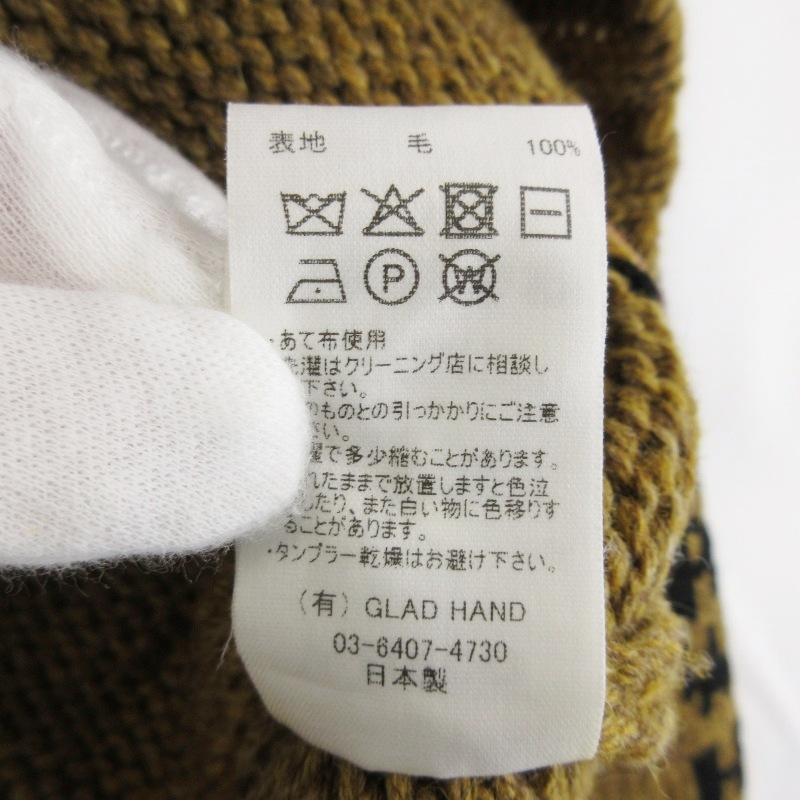 表地 毛 100%
P
W
・あて布使用
濯はクリーニング店に相談し
下さい。
のものとの引っかかりにご注意
さい。
濯で多少縮むことがあります。
れたままで放置しますと色泣
したり、また白い物に色移りす
ることがあります。
・タンブラー乾燥はお避け下さい。
(有) GLAD HAND
03-6407-4730
日本製